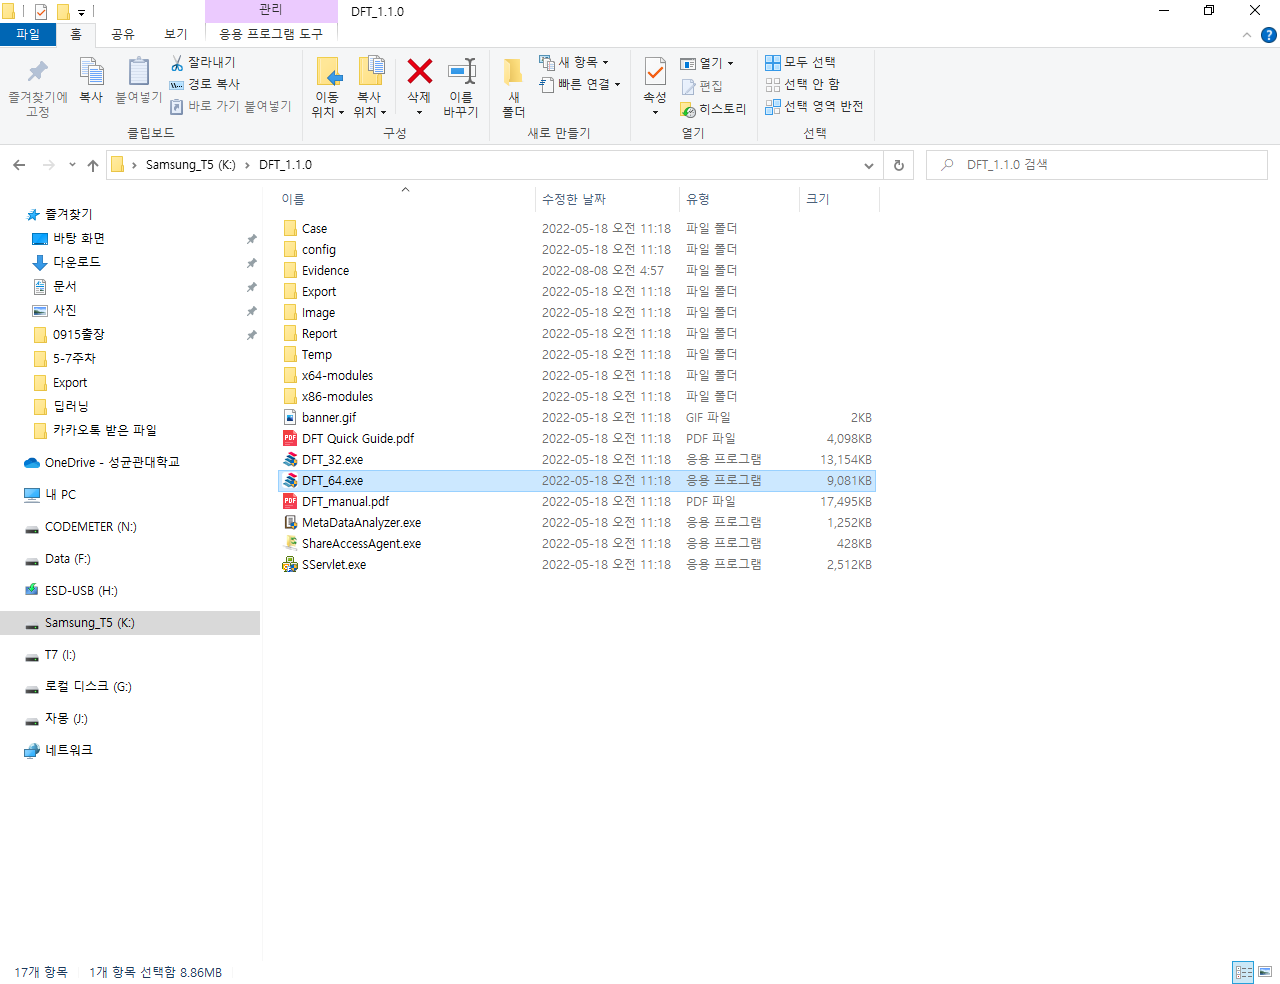 관리
DFT_1.1.0
파일
홈
공유
보기
응용 프로그램 도구
즐겨찾기에
고정
복사
붙여넣기
잘라내기
경로 복사
바로 가기 붙여넣기
클립보드
이동
위치
복사
위치
삭제
이름
바꾸기
구성
새
폴더
새 항목
빠른 연결
새로 만들기
속성
열기
편집
히스토리
열기
모두 선택
선택 안 함
선택 영역 반전
선택
Samsung_T5 (K:) › DFT_1.1.0
DFT_1.1.0 검색
즐겨찾기
바탕 화면
다운로드
문서
사진
0915출장
5-7주차
Export
딥러닝
카카오톡 받은 파일
OneDrive - 성균관대학교
내 PC
CODEMETER (N:)
Data (F:)
ESD-USB (H:)
Samsung_T5 (K:)
T7 (I:)
로컬 디스크 (G:)
자몽 (J:)
네트워크
이름 수정한 날짜 유형 크기
Case 2022-05-18 오전 11:18 파일 폴더
config 2022-05-18 오전 11:18 파일 폴더
Evidence 2022-08-08 오전 4:57 파일 폴더
Export 2022-05-18 오전 11:18 파일 폴더
Image 2022-05-18 오전 11:18 파일 폴더
Report 2022-05-18 오전 11:18 파일 폴더
Temp 2022-05-18 오전 11:18 파일 폴더
x64-modules 2022-05-18 오전 11:18 파일 폴더
x86-modules 2022-05-18 오전 11:18 파일 폴더
banner.gif 2022-05-18 오전 11:18 GIF 파일 2KB
DFT Quick Guide.pdf 2022-05-18 오전 11:18 PDF 파일 4,098KB
DFT_32.exe 2022-05-18 오전 11:18 응용 프로그램 13,154KB
DFT_64.exe 2022-05-18 오전 11:18 응용 프로그램 9,081KB
DFT_manual.pdf 2022-05-18 오전 11:18 PDF 파일 17,495KB
MetaDataAnalyzer.exe 2022-05-18 오전 11:18 응용 프로그램 1,252KB
ShareAccessAgent.exe 2022-05-18 오전 11:18 응용 프로그램 428KB
SServlet.exe 2022-05-18 오전 11:18 응용 프로그램 2,512KB
17개 항목
1개 항목 선택함 8.86MB